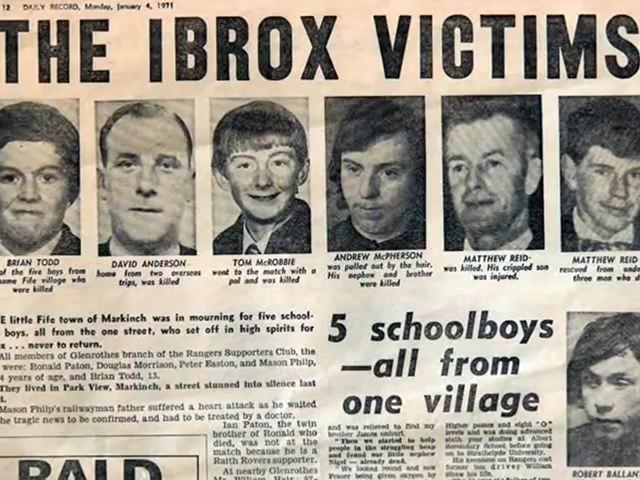 12 DAILY RECORD, Monday, January 4, 1971
THE IBROX VICTIMS
BRIAN TODD
of the five boys from
same Fife village who
were killed
DAVID ANDERSON
home from two overseas
trips, was killed
TOM McROBBIE
went to the match with a
pal and was killed
ANDREW McPHERSON
was pulled out by the hair.
His nephew and brother
were killed
MATTHEW REID
was killed. His crippled son
was injured.
MATTHEW REID
rescued from under
three men who
E little Fife town of Markinch was in mourning for five school-
boys, all from the one street, who set off in high spirits for
x . . . never to return.
All members of Glenrothes branch of the Rangers Supporters Club, the
were: Ronald Paton, Douglas Morrison, Peter Easton, and Mason Philp,
4 years of age, and Brian Todd, 13.
They lived in Park View, Markinch, a street stunned into silence last
t.
Mason Philp's railwayman father suffered a heart attack as he waited
the tragic news to be confirmed, and had to be treated by a doctor.
Ian Paton, the twin
brother of Ronald who
died, was not at the
match because he is a
Raith Rovers supporter.
At nearby Glenrothes
Mr. William
BALD
5 schoolboys
—all from
one village
and was relieved to find my
brother James unhurt.
"Then we started to help
people in the struggling heap
and found our little nephew
Nigel — already dead.
"We looked round and saw
Fraser being given oxygen by
Higher passes and eight "O"
levels and was doing advanced
sixth year studies at Albert
Secondary School before going
on to Strathclyde University.
His keenness on Rangers cost
former bus driver William
his life.
ROBERT BALLAN